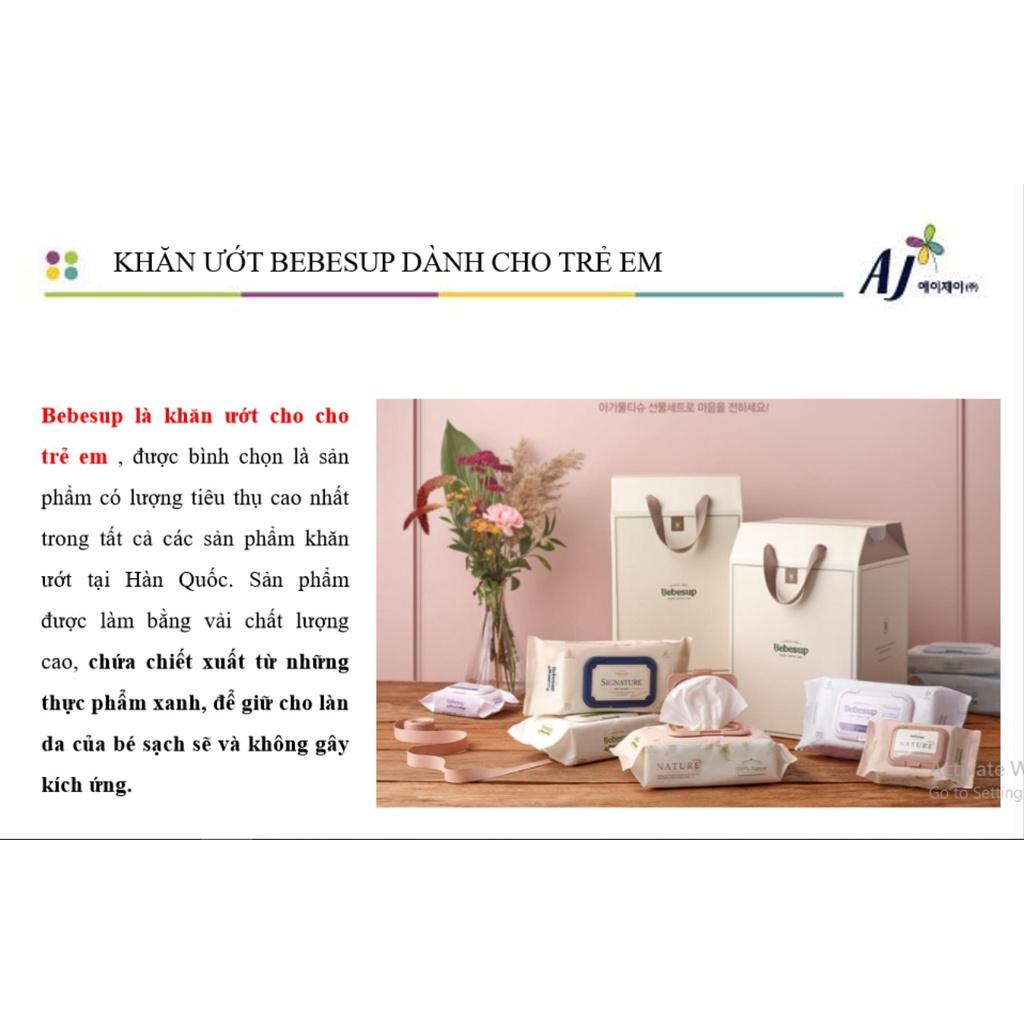 KHĂN ƯỚT BEBESUP DÀNH CHO TRẺ EM
AJ 에이제이(주)
Bebesup là khăn ướt cho cho
trẻ em , được bình chọn là sản
phẩm có lượng tiêu thụ cao nhất
trong tất cả các sản phẩm khăn
ướt tại Hàn Quốc. Sản phẩm
được làm bằng vải chất lượng
cao, chứa chiết xuất từ những
thực phẩm xanh, để giữ cho làn
da của bé sạch sẽ và không gây
kích ứng.
아기물티슈 선물세트로 마음을 전하세요!
Bebesup
Bebesup
SIGNATURE
Bebesup
NATURE
NATURE
Activate W
Go to Setting